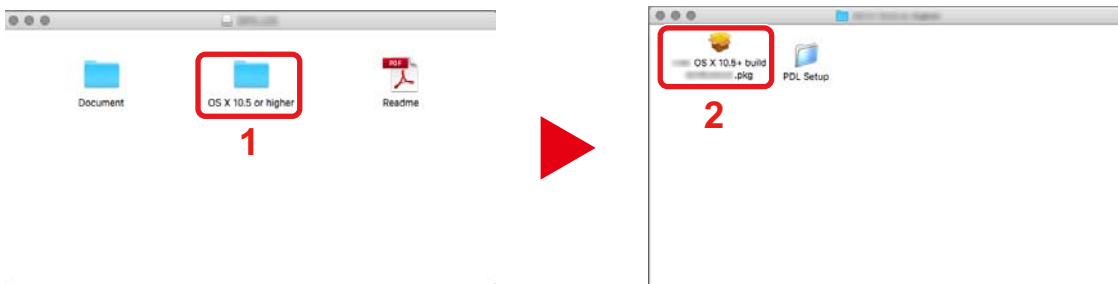 PDF
Document
OS X 10.5 or higher
Readme
1
OS X 10.5+ build
.pkg
PDL Setup
2